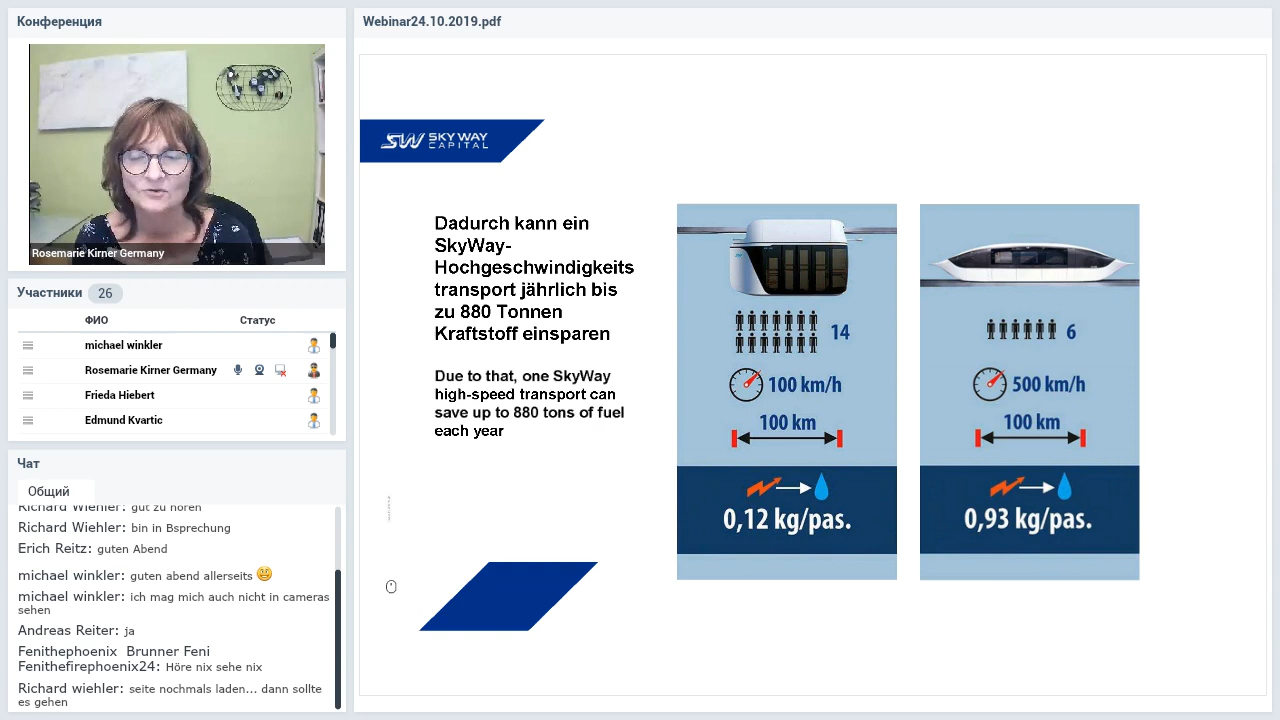 Конференция
Rosemarie Kirner Germany
Участники 26
ФИО Статус
michael winkler
Rosemarie Kirner Germany
Frieda Hiebert
Edmund Kvartic
Чат
Общий
Richard Wiehler: gut zu hören
Richard Wiehler: bin in Bsprechung
Erich Reitz: guten Abend
michael winkler: guten abend allerseits
michael winkler: ich mag mich auch nicht in cameras
sehen
Andreas Reiter: ja
Fenithephoenix Brunner Feni
Fenithefirephoenix24: Höre nix sehe nix
Richard wiehler: seite nochmals laden... dann sollte
es gehen
Webinar24.10.2019.pdf
SW SKYWAY
CAPITAL
Dadurch kann ein
SkyWay-
Hochgeschwindigkeits
transport jährlich bis
zu 880 Tonnen
Kraftstoff einsparen
Due to that, one SkyWay
high-speed transport can
save up to 880 tons of fuel
each year
14
100 km/h
100 km
0,12 kg/pas.
6
500 km/h
100 km
0,93 kg/pas.